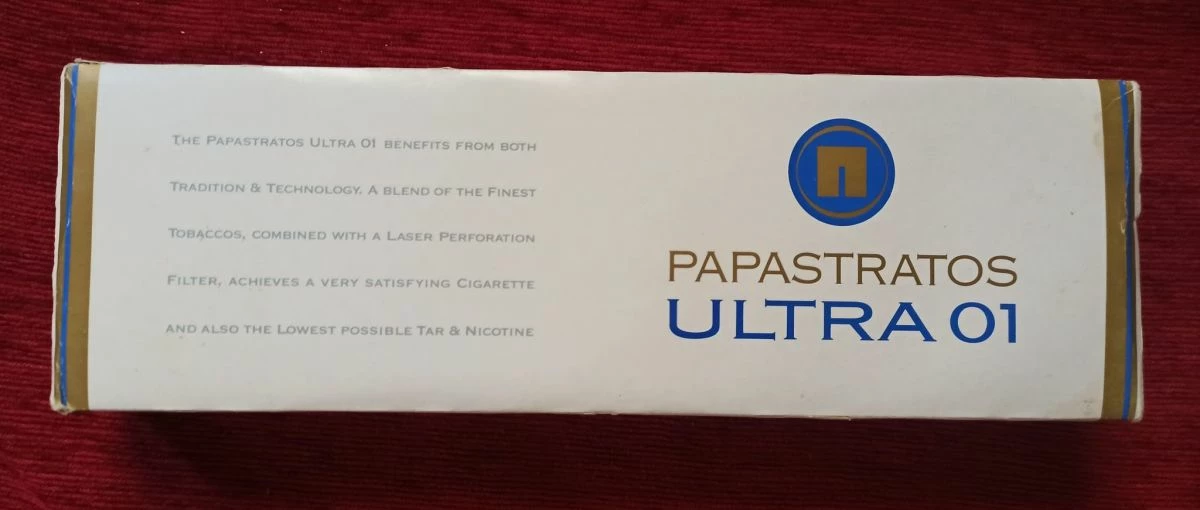 The Papastratos Ultra 01 benefits from both
Tradition & Technology. A blend of the Finest
Tobaccos, combined with a Laser Perforation
Filter, achieves a very satisfying Cigarette
and also the Lowest possible Tar & Nicotine
PAPASTRATOS
ULTRA 01